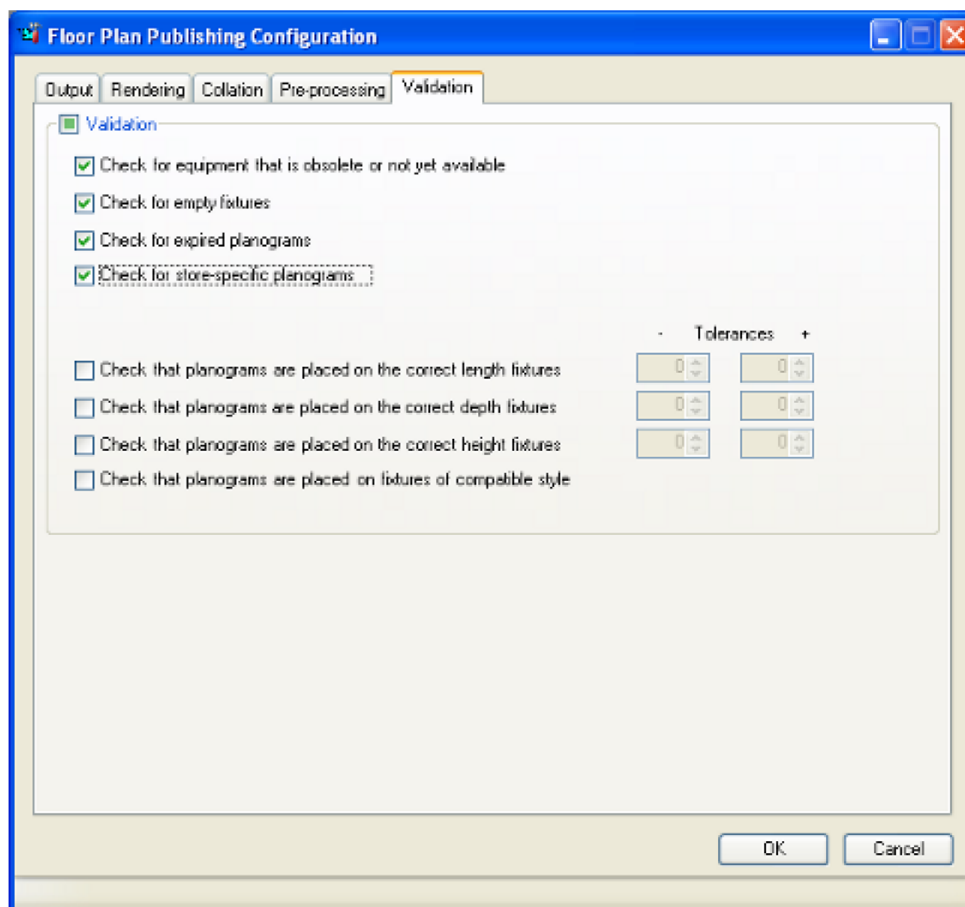 Floor Plan Publishing Configuration
Output Rendering Collation Pre-processing Validation
Validation
Check for equipment that is obsolete or not yet available
Check for empty fixtures
Check for expired planograms
Check for store-specific planograms
- Tolerances +
Check that planograms are placed on the correct length fixtures 0 0
Check that planograms are placed on the correct depth fixtures 0 0
Check that planograms are placed on the correct height fixtures 0 0
Check that planograms are placed on fixtures of compatible style
OK Cancel